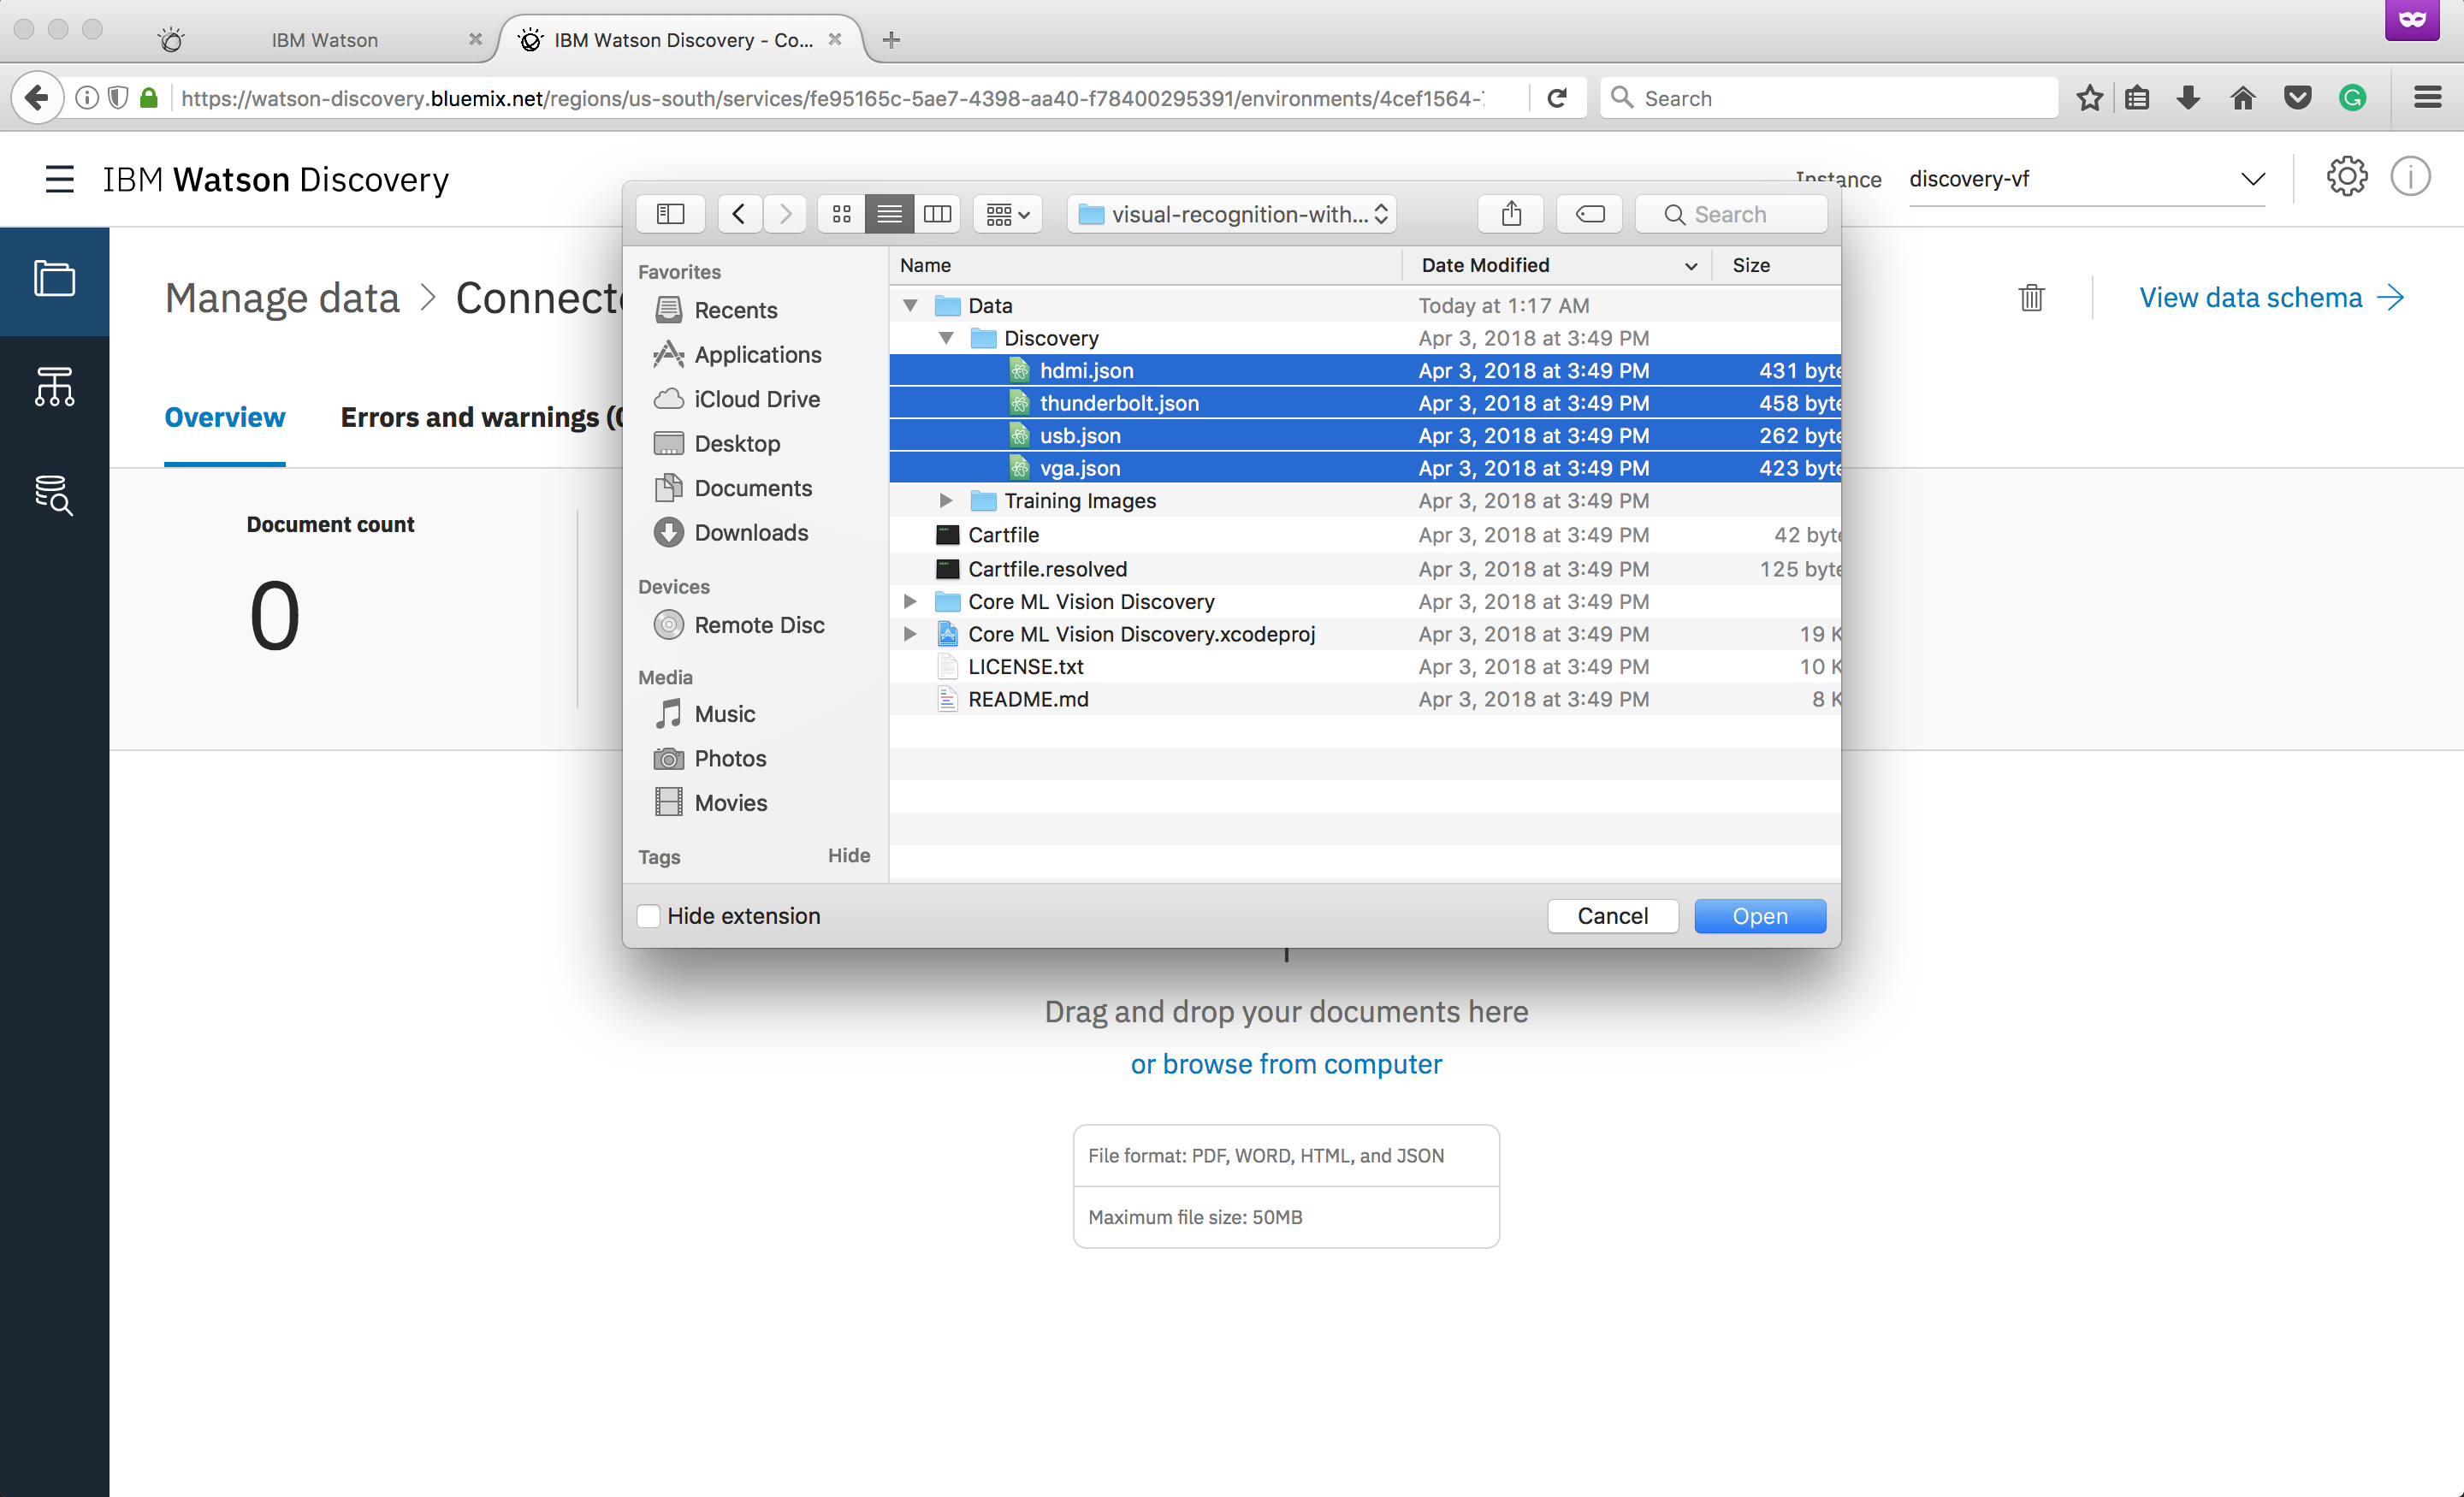 IBM Watson
IBM Watson Discovery - Co...
https://watson-discovery.bluemix.net/regions/us-south/services/fe95165c-5ae7-4398-aa40-f78400295391/environments/4cef1564-
Search
IBM Watson Discovery
Instance
discovery-vf
visual-recognition-with...
Search
Manage data > Connecto
View data schema
Overview
Errors and warnings (0
Document count
0
Favorites
Recents
Applications
iCloud Drive
Desktop
Documents
Downloads
Devices
Remote Disc
Media
Music
Photos
Movies
Tags
Hide
Name Date Modified Size
Data Today at 1:17 AM
Discovery Apr 3, 2018 at 3:49 PM
hdmi.json Apr 3, 2018 at 3:49 PM 431 byte
thunderbolt.json Apr 3, 2018 at 3:49 PM 458 byte
usb.json Apr 3, 2018 at 3:49 PM 262 byte
vga.json Apr 3, 2018 at 3:49 PM 423 byte
Training Images Apr 3, 2018 at 3:49 PM
Cartfile Apr 3, 2018 at 3:49 PM 42 byte
Cartfile.resolved Apr 3, 2018 at 3:49 PM 125 byte
Core ML Vision Discovery Apr 3, 2018 at 3:49 PM
Core ML Vision Discovery.xcodeproj Apr 3, 2018 at 3:49 PM 19 K
LICENSE.txt Apr 3, 2018 at 3:49 PM 10 K
README.md Apr 3, 2018 at 3:49 PM 8 K
Hide extension
Cancel
Open
Drag and drop your documents here
or browse from computer
File format: PDF, WORD, HTML, and JSON
Maximum file size: 50MB